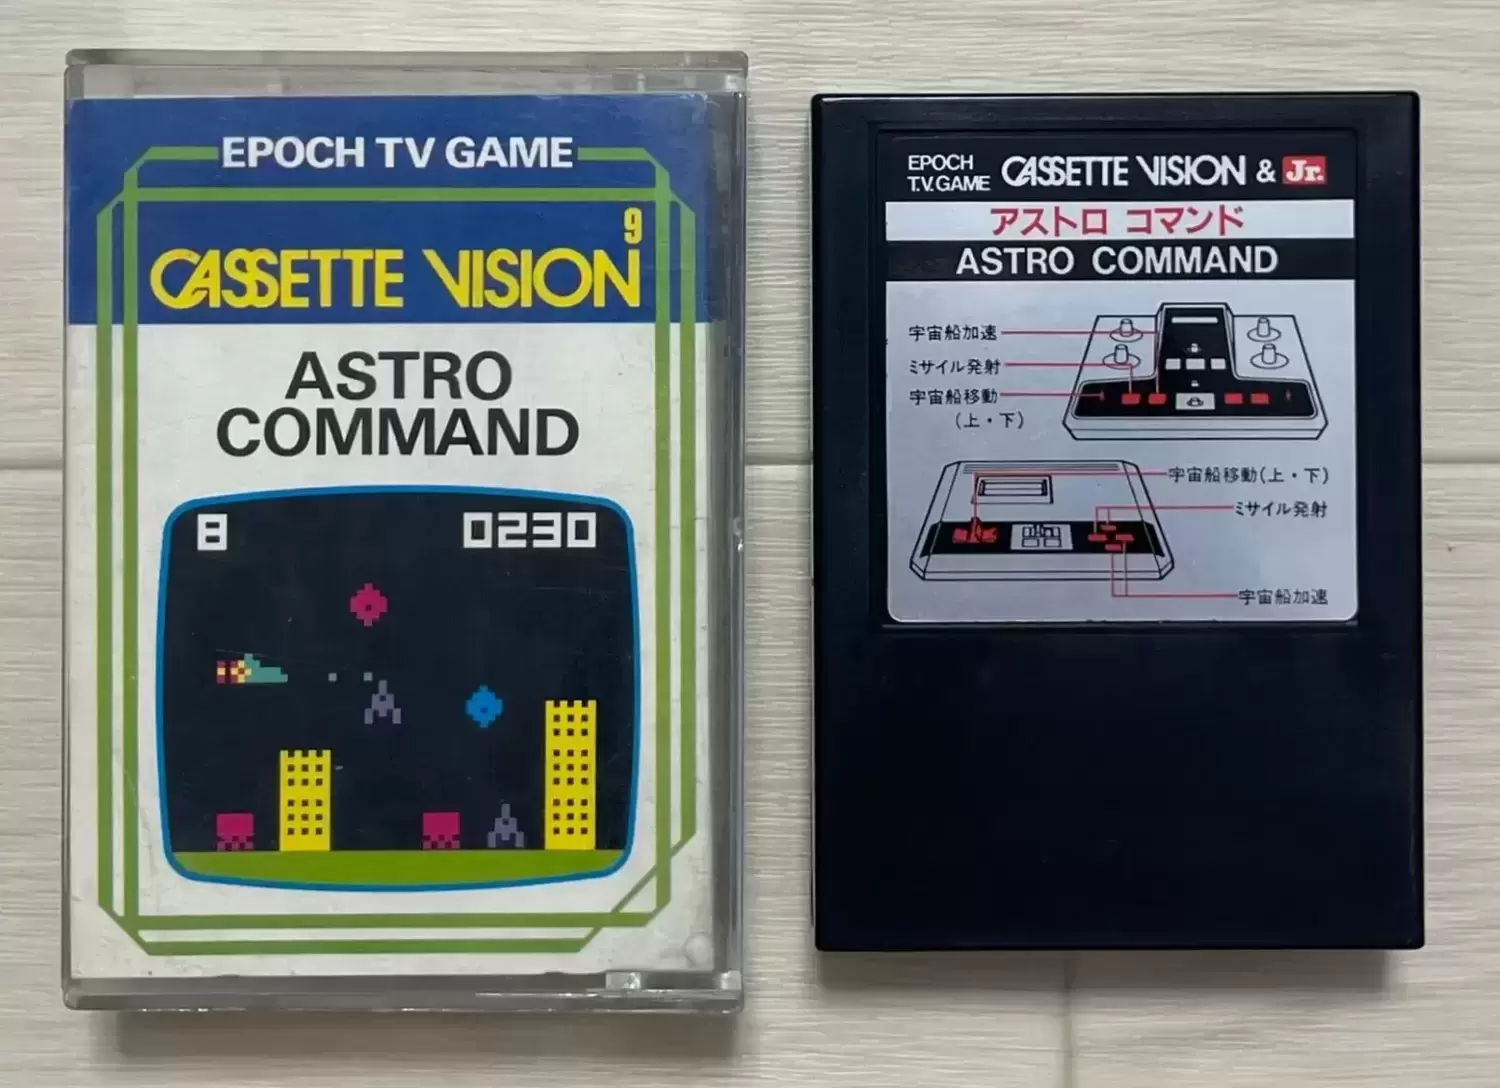 EPOCH TV GAME
9
CASSETTE VISION
ASTRO
COMMAND
8 0230
EPOCH
T.V.GAME CASSETTE VISION & Jr.
アストロ コマンド
ASTRO COMMAND
宇宙船加速
ミサイル発射
宇宙船移動
(上・下)
宇宙船移動(上・下)
ミサイル発射
宇宙船加速